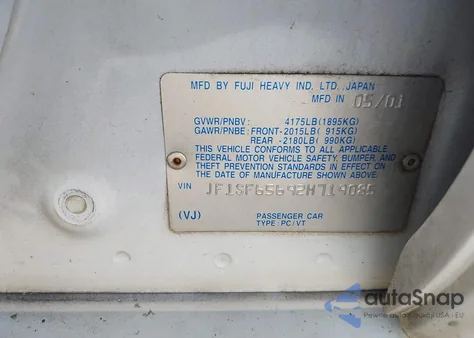 MFD BY FUJI HEAVY IND. LTD. JAPAN
MFD IN 05/01
GVWR/PNBV: 4175LB(1895KG)
GAWR/PNBE: FRONT-2015LB( 915KG)
REAR -2180LB( 990KG)
THIS VEHICLE CONFORMS TO ALL APPLICABLE
FEDERAL MOTOR VEHICLE SAFETY, BUMPER, AND
THEFT PREVENTION STANDARDS IN EFFECT ON
THE DATE OF MANUFACTURE SHOWN ABOVE.
VIN JF1SF65642H714085
(VJ) PASSENGER CAR
TYPE: PC/VT
autoSnap